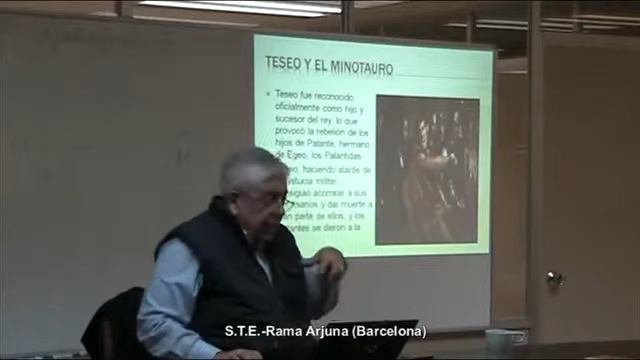 TESEO Y EL MINOTAURO
Teseo fue reconocido
oficialmente como hijo y
sucesor del rey, lo que
provocó la rebelión de los
hijos de Palante, hermano
de Egeo, los Palántidas.
haciendo alarde de
militar,
acorralar a sus
y dar muerte a
parte de ellos, y los
se dieron a la
S.T.E.-Rama Arjuna (Barcelona)